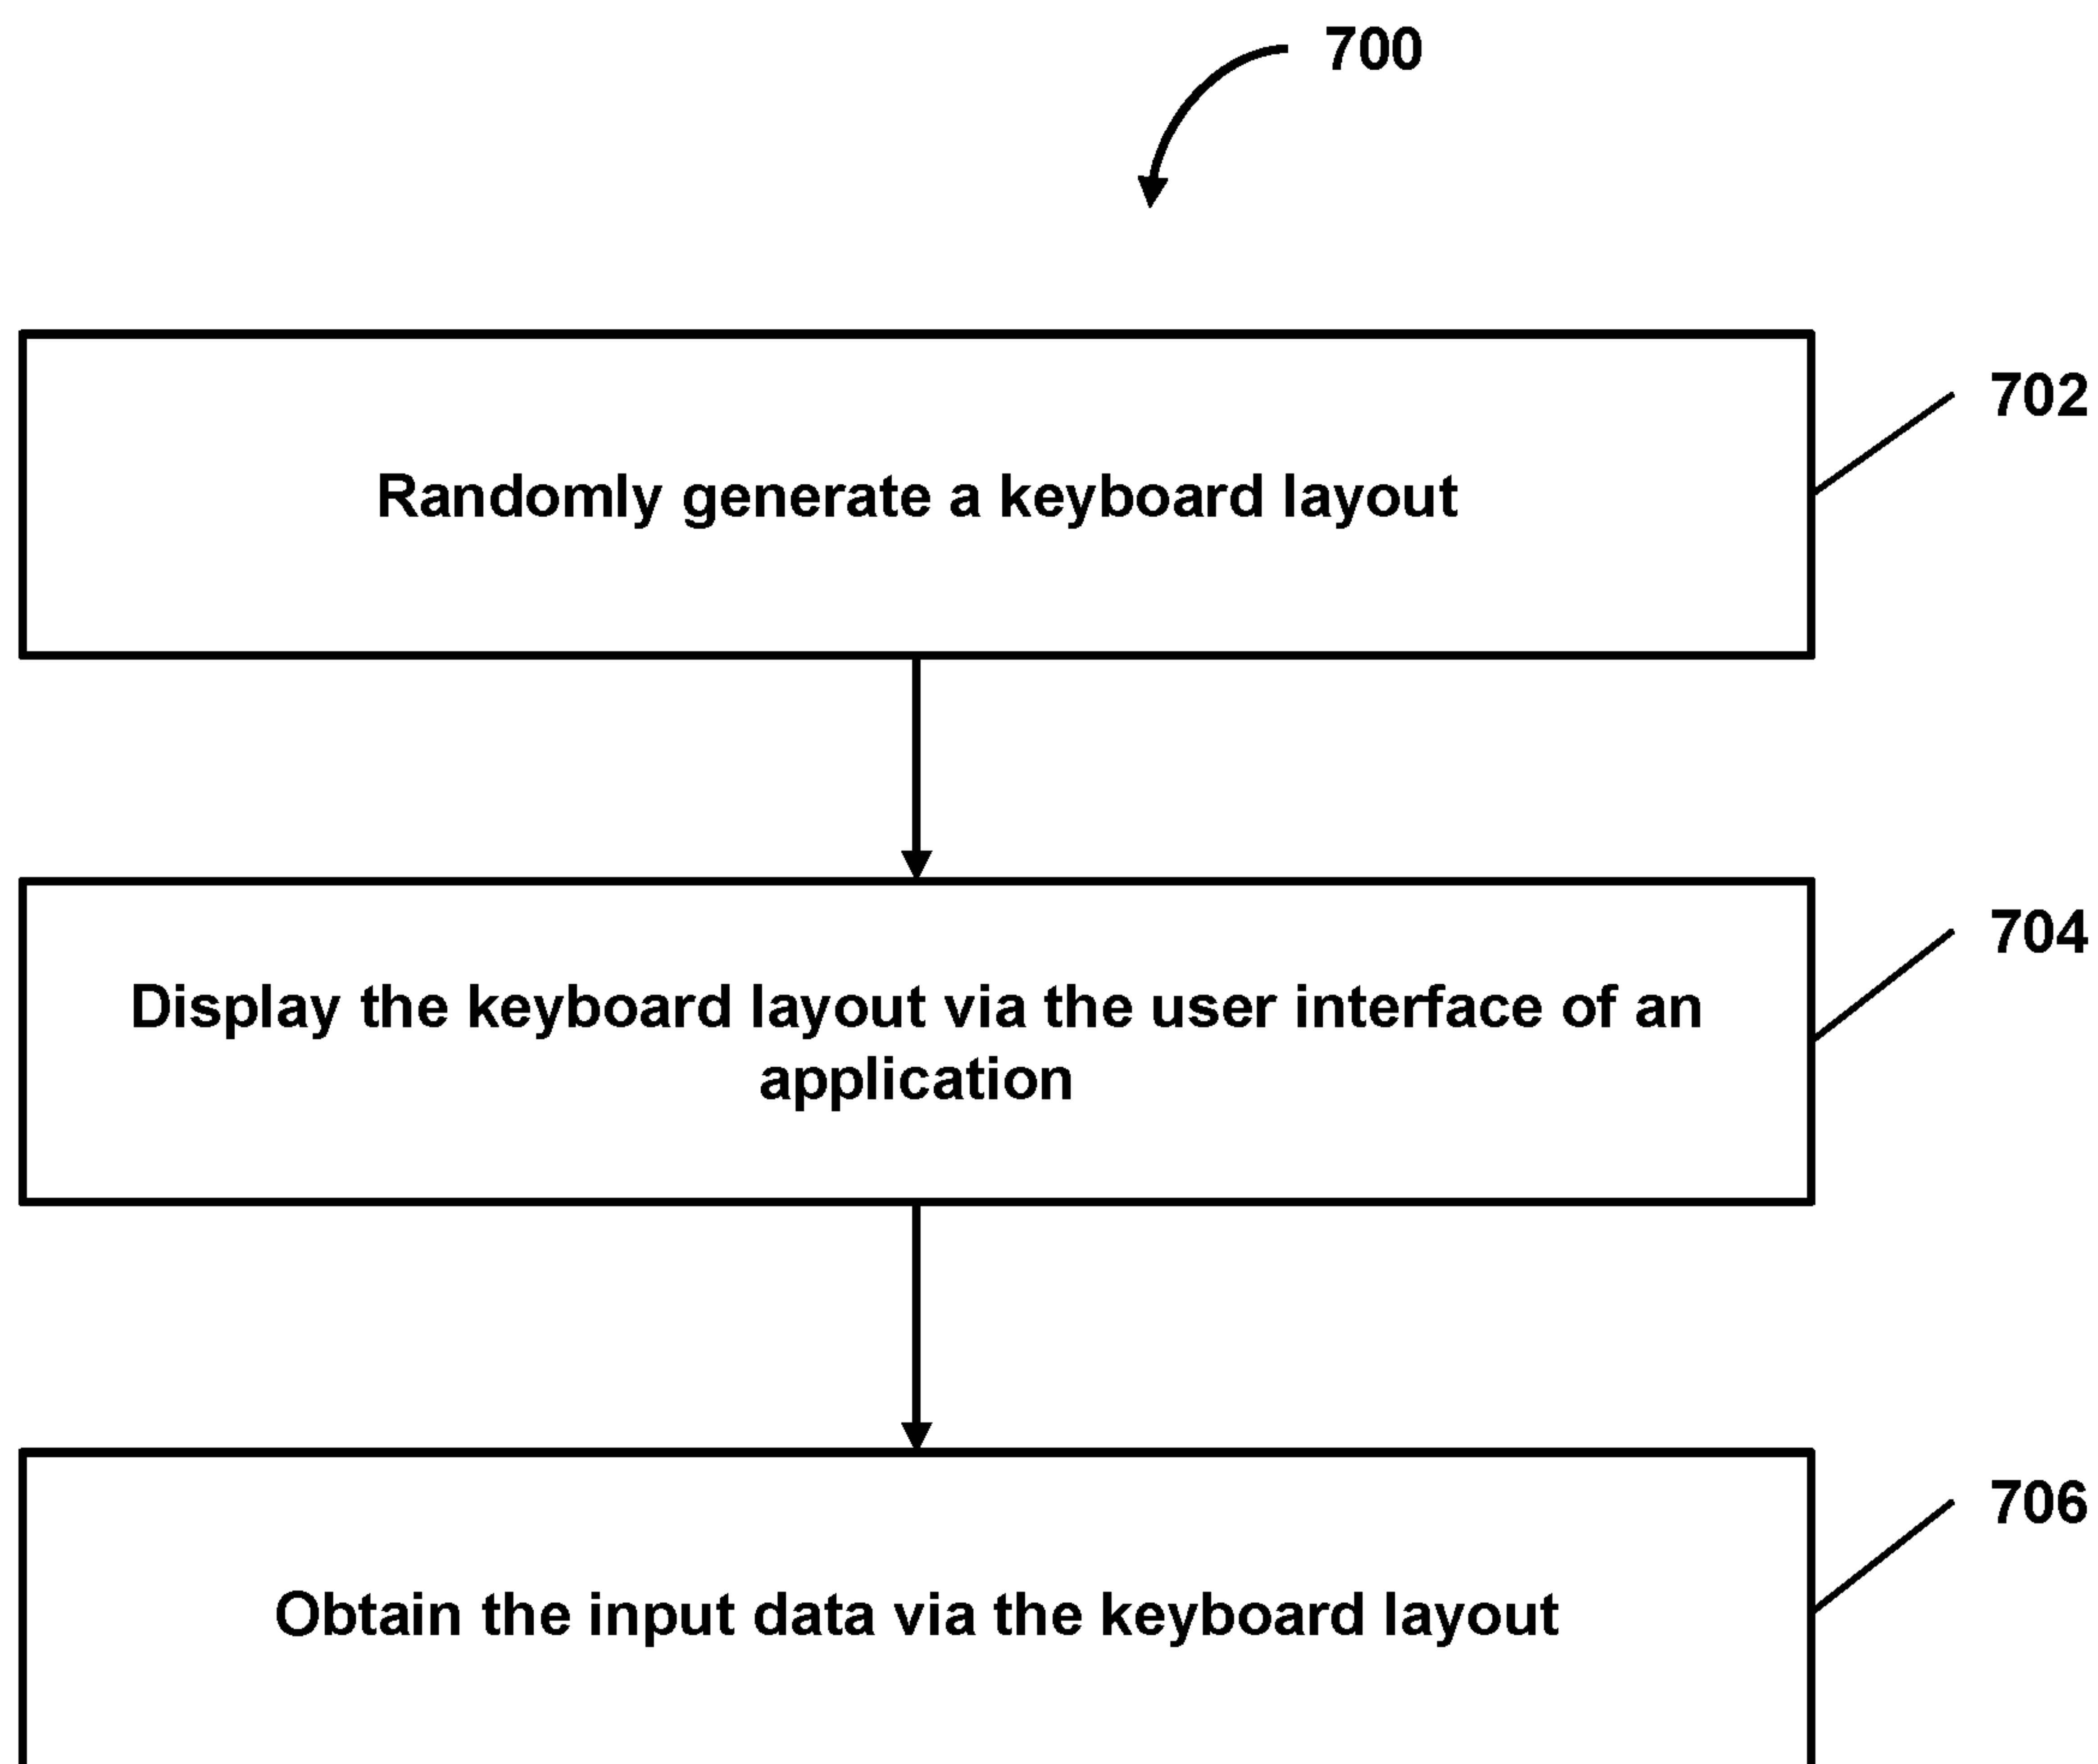 700
702
Randomly generate a keyboard layout
704
Display the keyboard layout via the user interface of an
application
706
Obtain the input data via the keyboard layout